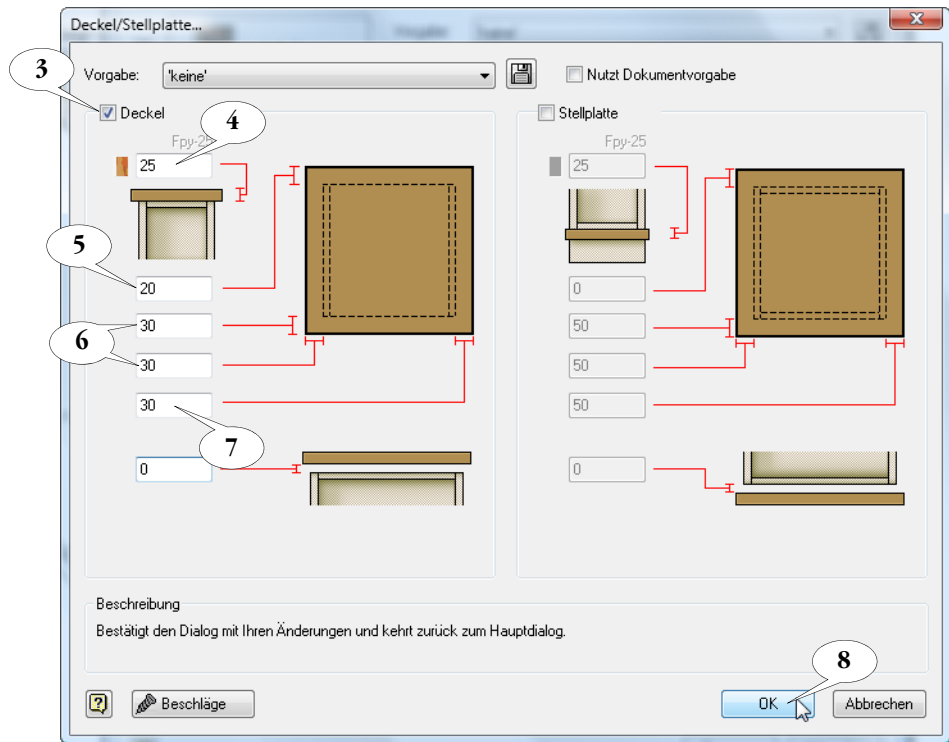 Deckel/Stellplatte...
3
Vorgabe:
'keine'
Nutzt Dokumentvorgabe
Deckel
4
Stellplatte
Fpy-25
Fpy-25
25
25
5
20
0
6
30
50
30
50
30
50
7
0
0
Beschreibung
Bestätigt den Dialog mit Ihren Änderungen und kehrt zurück zum Hauptdialog.
8
Beschläge
OK
Abbrechen